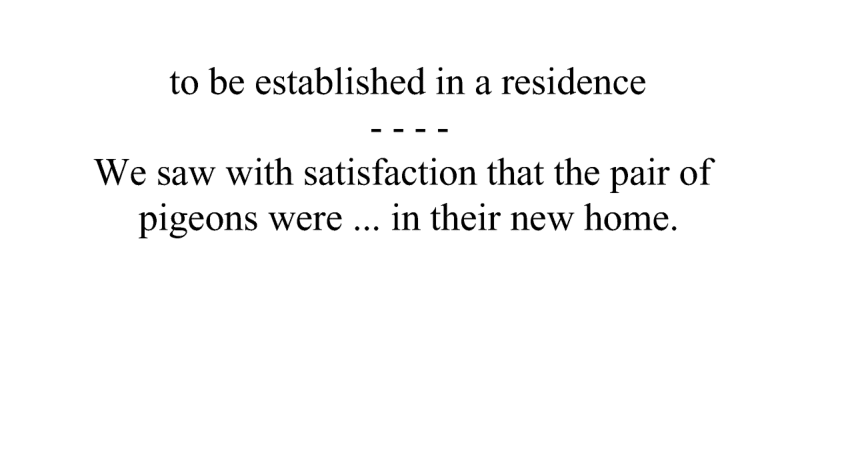 to be established in a residence
- - - -
We saw with satisfaction that the pair of
pigeons were ... in their new home.